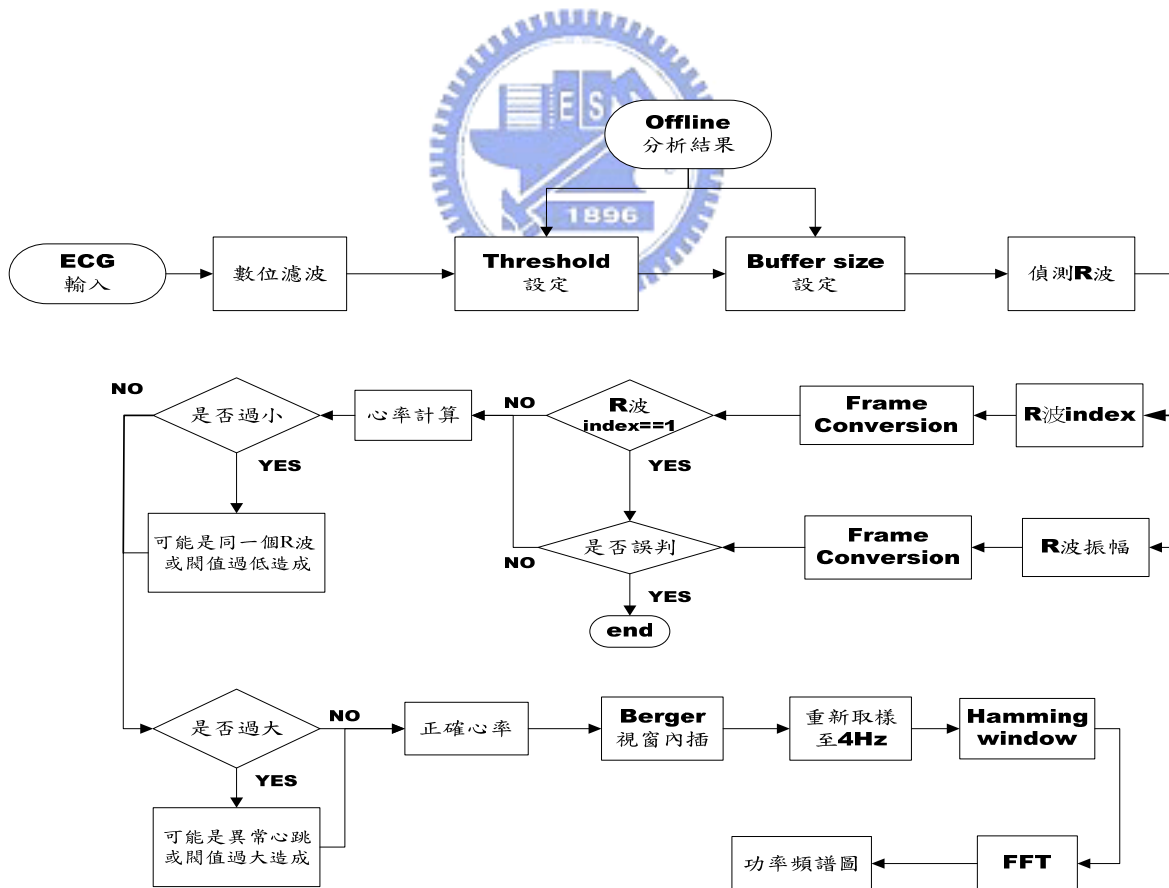 ES
1896
Offline
分析結果
ECG
輸入
數位濾波
Threshold
設定
Buffer size
設定
偵測R波
NO
是否過小
YES
可能是同一個R波
或閥值過低造成
心率計算
NO
R波
index==1
YES
Frame
Conversion
R波index
是否誤判
NO
YES
end
Frame
Conversion
R波振幅
是否過大
NO
YES
可能是異常心跳
或閥值過大造成
正確心率
Berger
視窗內插
重新取樣
至4Hz
Hamming
window
功率頻譜圖
FFT